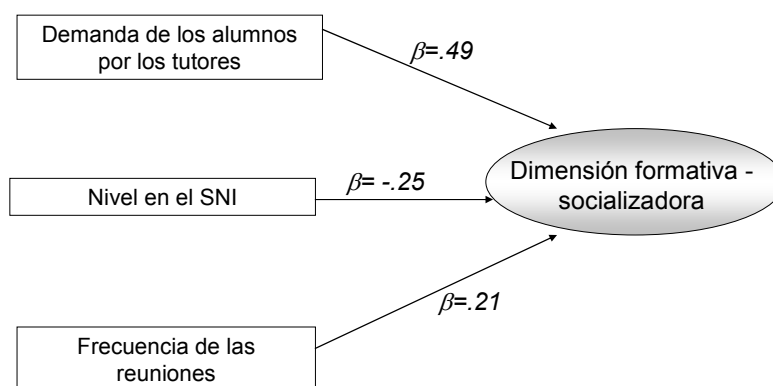 Demanda de los alumnos
por los tutores
β=.49
Nivel en el SNI
β= -.25
Dimensión formativa -
socializadora
β=.21
Frecuencia de las
reuniones